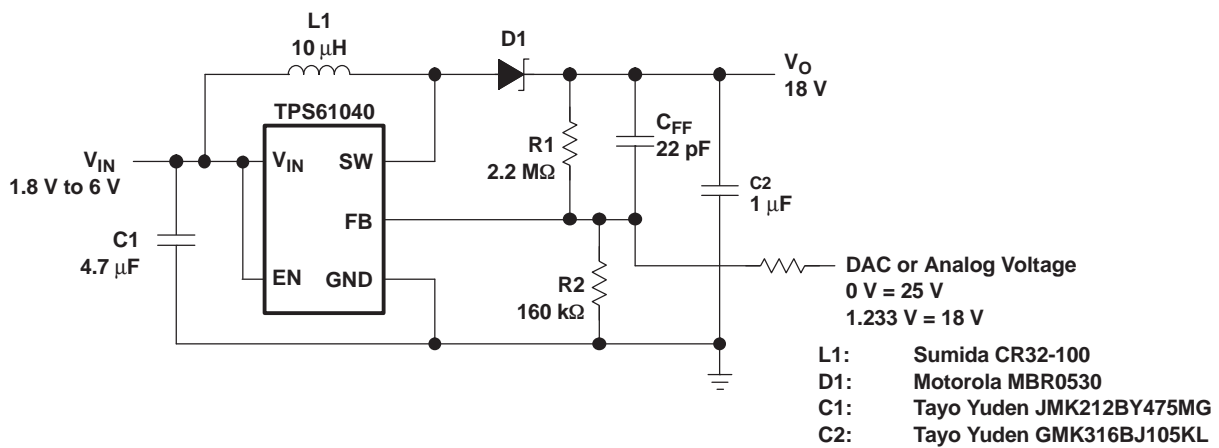 L1
10 μH
D1
VO
18 V
TPS61040
VIN
1.8 V to 6 V
VIN
SW
R1
2.2 MΩ
CFF
22 pF
C2
1 μF
FB
C1
4.7 μF
EN
GND
R2
160 kΩ
DAC or Analog Voltage
0 V = 25 V
1.233 V = 18 V
L1: Sumida CR32-100
D1: Motorola MBR0530
C1: Tayo Yuden JMK212BY475MG
C2: Tayo Yuden GMK316BJ105KL